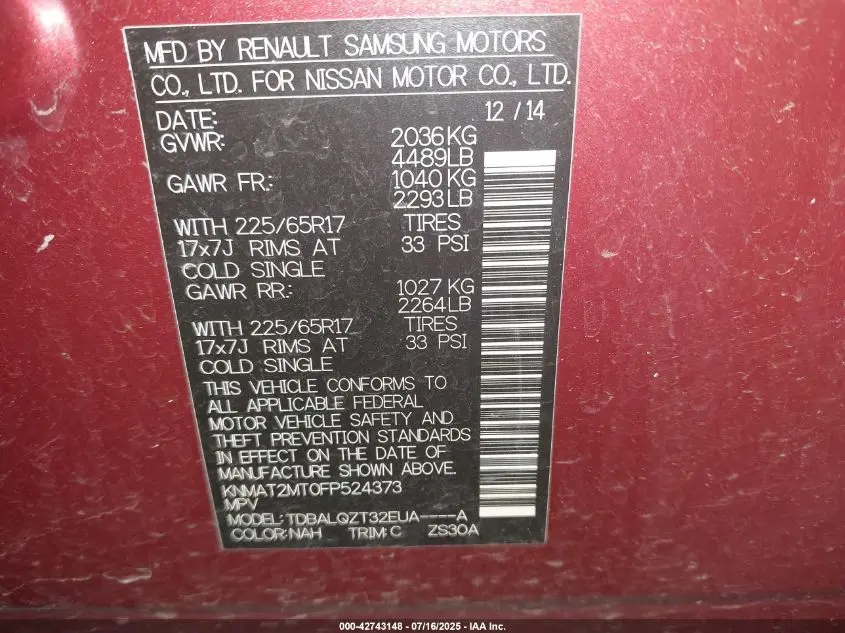 MFD BY RENAULT SAMSUNG MOTORS
CO., LTD. FOR NISSAN MOTOR CO., LTD.
DATE: 12 / 14
GVWR: 2036 KG
4489 LB
GAWR FR: 1040 KG
2293 LB
WITH 225/65R17 TIRES
17x7J RIMS AT 33 PSI
COLD SINGLE
GAWR RR: 1027 KG
2264 LB
WITH 225/65R17 TIRES
17x7J RIMS AT 33 PSI
COLD SINGLE
THIS VEHICLE CONFORMS TO
ALL APPLICABLE FEDERAL
MOTOR VEHICLE SAFETY AND
THEFT PREVENTION STANDARDS
IN EFFECT ON THE DATE OF
MANUFACTURE SHOWN ABOVE.
KNMAT2MT0FP524373
MPV
MODEL: TDBALQZT32EUA----A
COLOR: NAH TRIM: C ZS30A
000-42743148 - 07/16/2025 - IAA Inc.